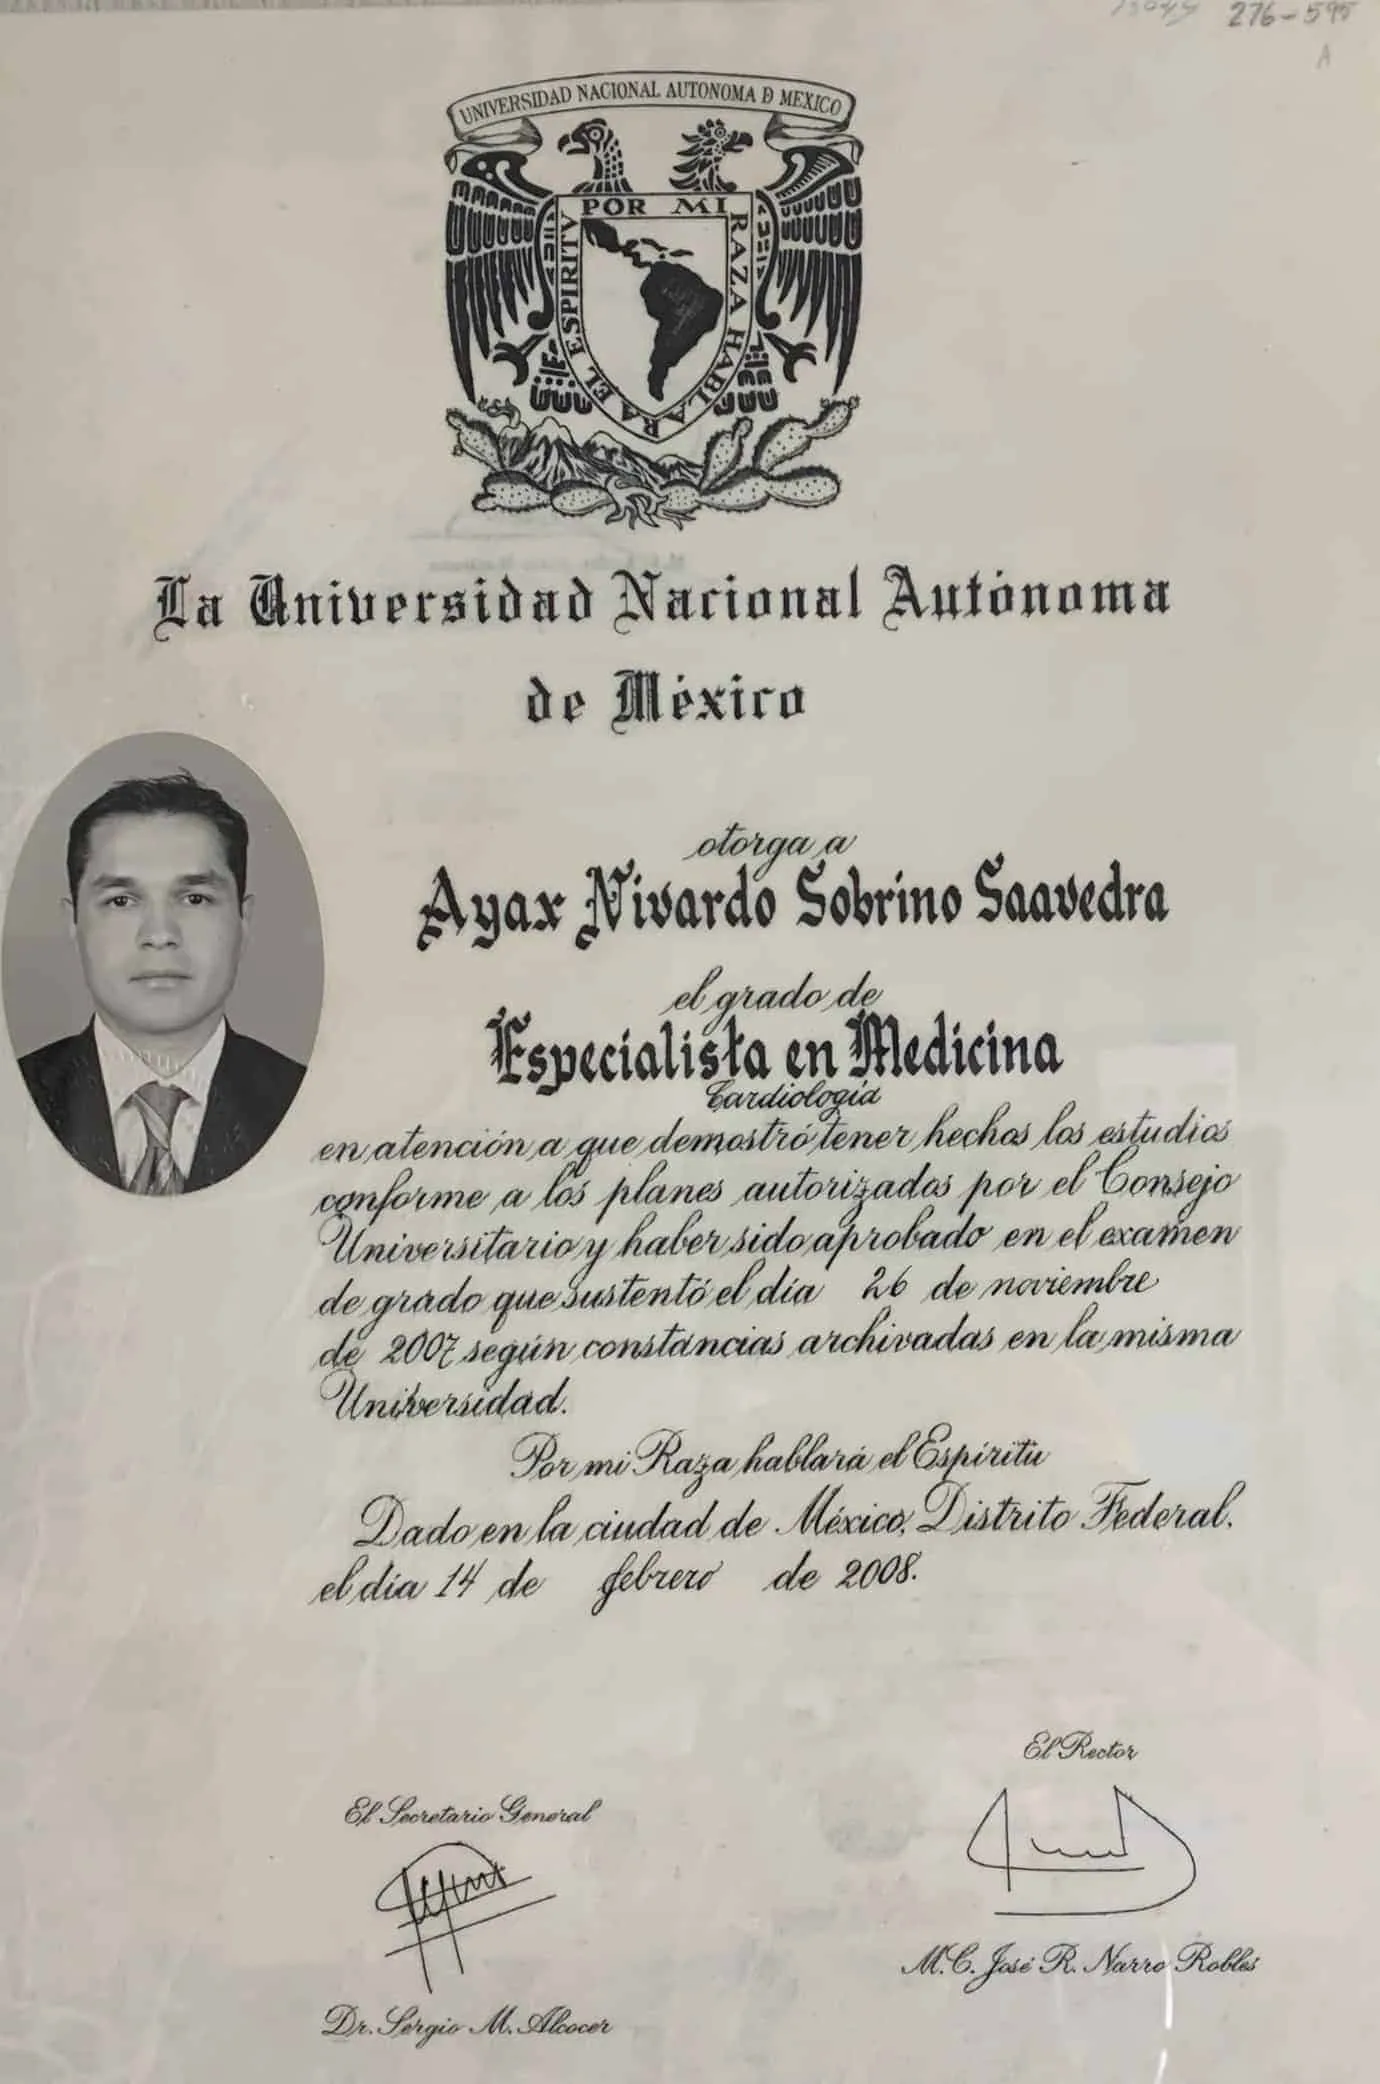 276-595
A
UNIVERSIDAD NACIONAL AUTONOMA D MEXICO
POR MI RAZA HABLARA EL ESPIRITV
La Universidad Nacional Autónoma
de México
otorga a
Ayax Nivardo Sobrino Saavedra
el grado de
Especialista en Medicina
Cardiología
en atención a que demostró tener hechos los estudios
conforme a los planes autorizados por el Consejo
Universitario y haber sido aprobado en el examen
de grado que sustentó el día 26 de noviembre
de 2007 según constancias archivadas en la misma
Universidad.
Por mi Raza hablará el Espíritu
Dado en la ciudad de México, Distrito Federal,
el día 14 de febrero de 2008.
El Rector
El Secretario General
M.C. José R. Narro Robles
Dr. Sergio M. Alcocer